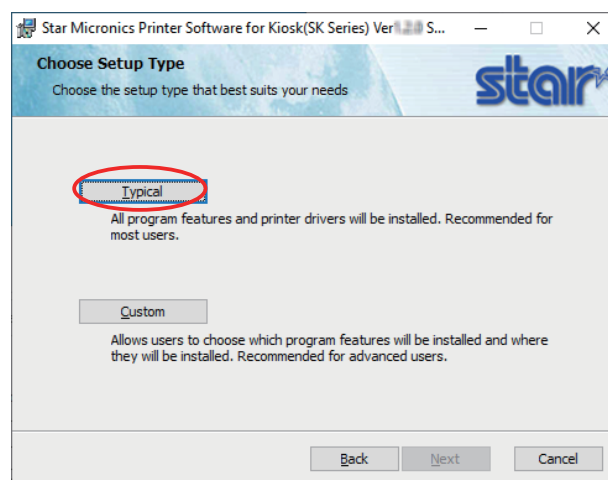 Star Micronics Printer Software for Kiosk(SK Series) Ver S...
Choose Setup Type
Choose the setup type that best suits your needs
star
Typical
All program features and printer drivers will be installed. Recommended for
most users.
Custom
Allows users to choose which program features will be installed and where
they will be installed. Recommended for advanced users.
Back Next Cancel